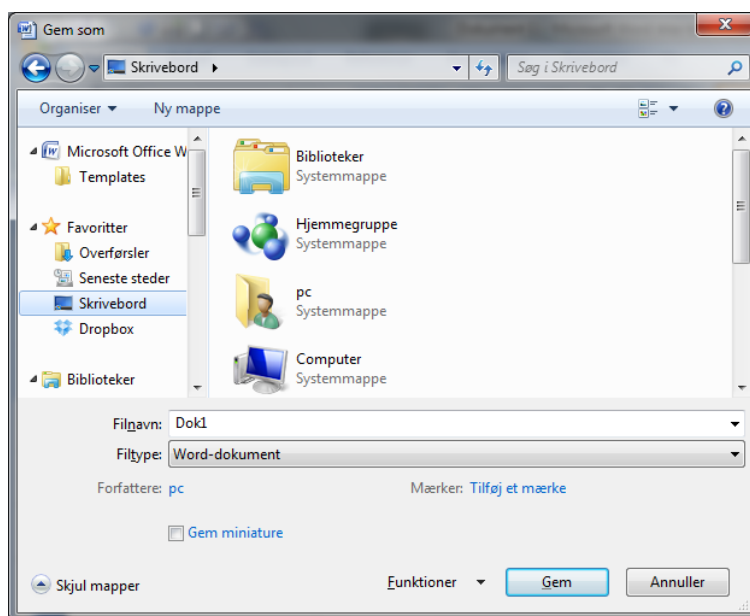 Gem som
Skrivebord
Søg i Skrivebord
Organiser
Ny mappe
Microsoft Office W
Templates
Favoritter
Overførsler
Seneste steder
Skrivebord
Dropbox
Biblioteker
Biblioteker
Systemmappe
Hjemmegruppe
Systemmappe
pc
Systemmappe
Computer
Systemmappe
Filnavn: Dok1
Filtype: Word-dokument
Forfattere: pc
Mærker: Tilføj et mærke
Gem miniature
Skjul mapper
Funktioner
Gem
Annuller